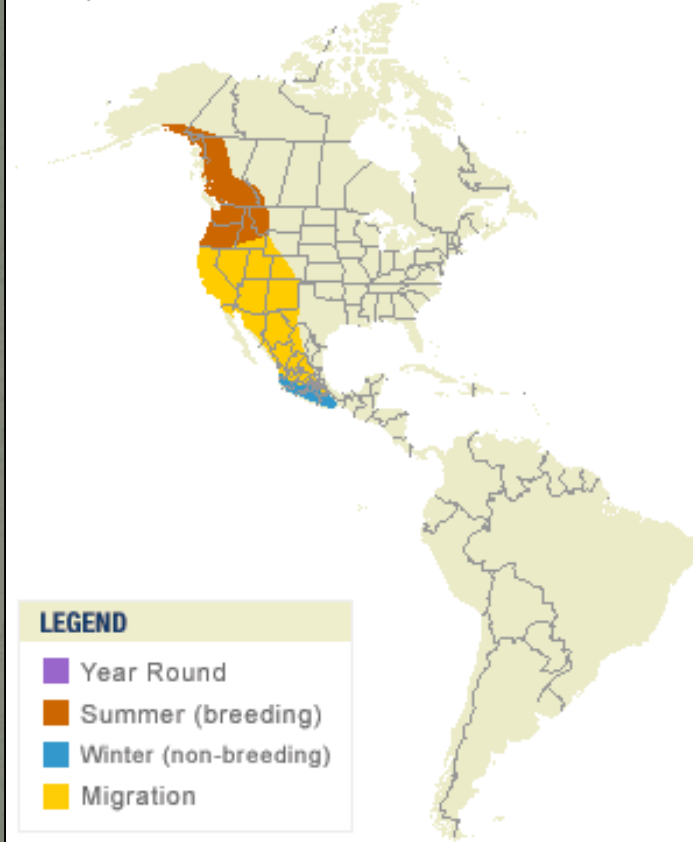 LEGEND
Year Round
Summer (breeding)
Winter (non-breeding)
Migration